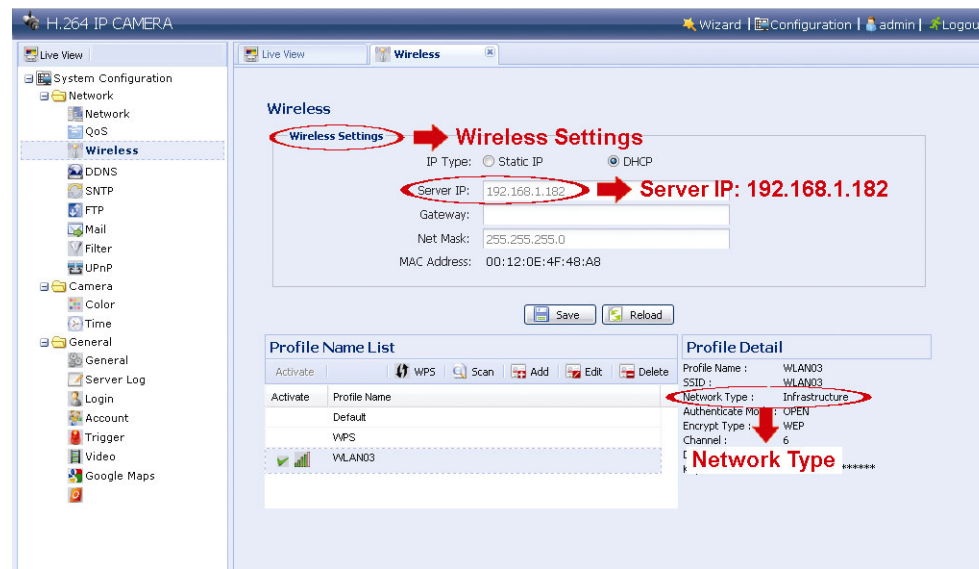 H.264 IP CAMERA
Wizard | Configuration | admin | Logou
Live View
System Configuration
Network
Network
QoS
Wireless
DDNS
SNTP
FTP
Mail
Filter
UPnP
Camera
Color
Time
General
General
Server Log
Login
Account
Trigger
Video
Google Maps
Live View
Wireless
Wireless
Wireless Settings
Wireless Settings
IP Type: Static IP DHCP
Server IP: 192.168.1.182
Server IP: 192.168.1.182
Gateway:
Net Mask: 255.255.255.0
MAC Address: 00:12:0E:4F:48:A8
Save Reload
Profile Name List
Activate WPS Scan Add Edit Delete
Activate Profile Name
Default
WPS
WLAN03
Profile Detail
Profile Name : WLAN03
SSID : WLAN03
Network Type : Infrastructure
Authenticate Mo : OPEN
Encrypt Type : WEP
Channel : 6
Network Type
******